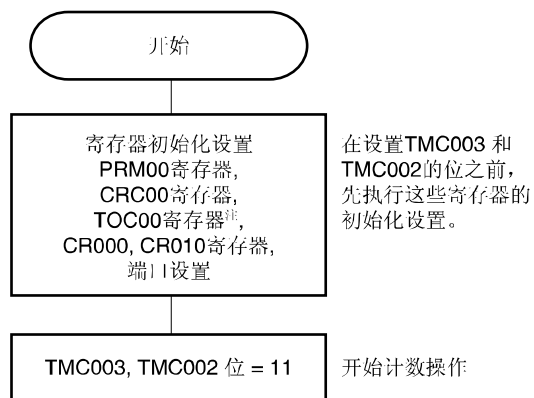 开始
寄存器初始化设置
PRM00寄存器,
CRC00寄存器,
TOC00寄存器注,
CR000, CR010寄存器,
端口设置
在设置TMC003 和
TMC002的位之前，
先执行这些寄存器的
初始化设置。
TMC003, TMC002 位 = 11
开始计数操作